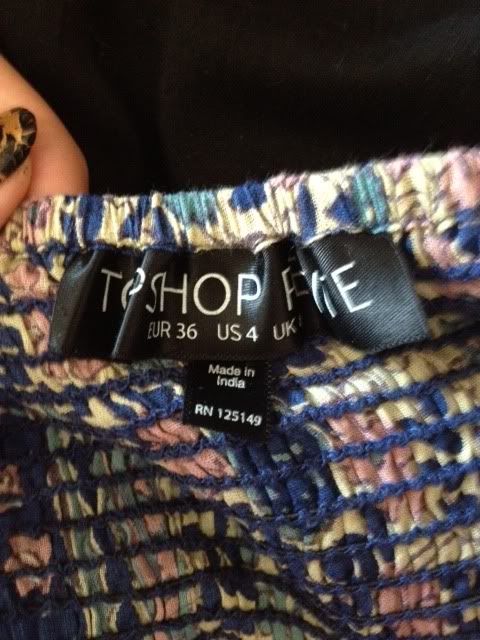 TOPSHOP
EUR 36 US 4 UK
Made in
India
RN 125149